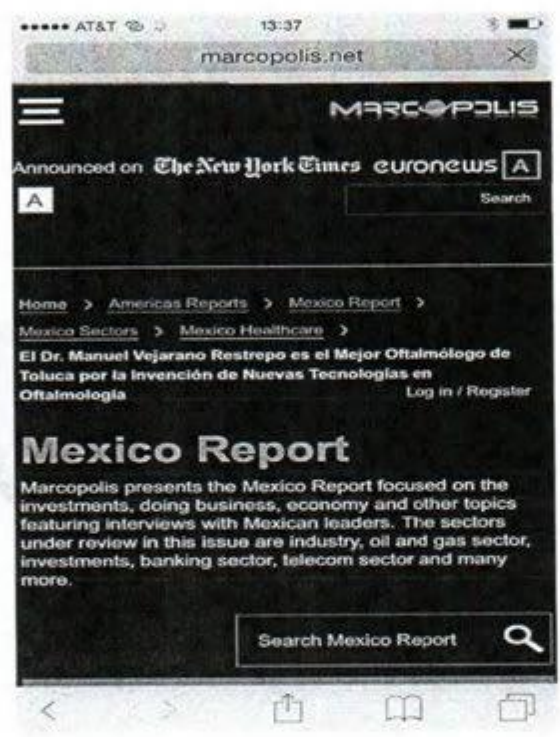 AT&T 13:37
marcopolis.net
MARCOPOLIS
Announced on The New York Times euronews A
A Search
Home > Americas Reports > Mexico Report >
Mexico Sectors > Mexico Healthcare >
El Dr. Manuel Vejarano Restrepo es el Mejor Oftalmólogo de
Toluca por la Invención de Nuevas Tecnologías en
Oftalmologia Log in / Register
Mexico Report
Marcopolis presents the Mexico Report focused on the
investments, doing business, economy and other topics
featuring interviews with Mexican leaders. The sectors
under review in this issue are industry, oil and gas sector,
investments, banking sector, telecom sector and many
more.
Search Mexico Report